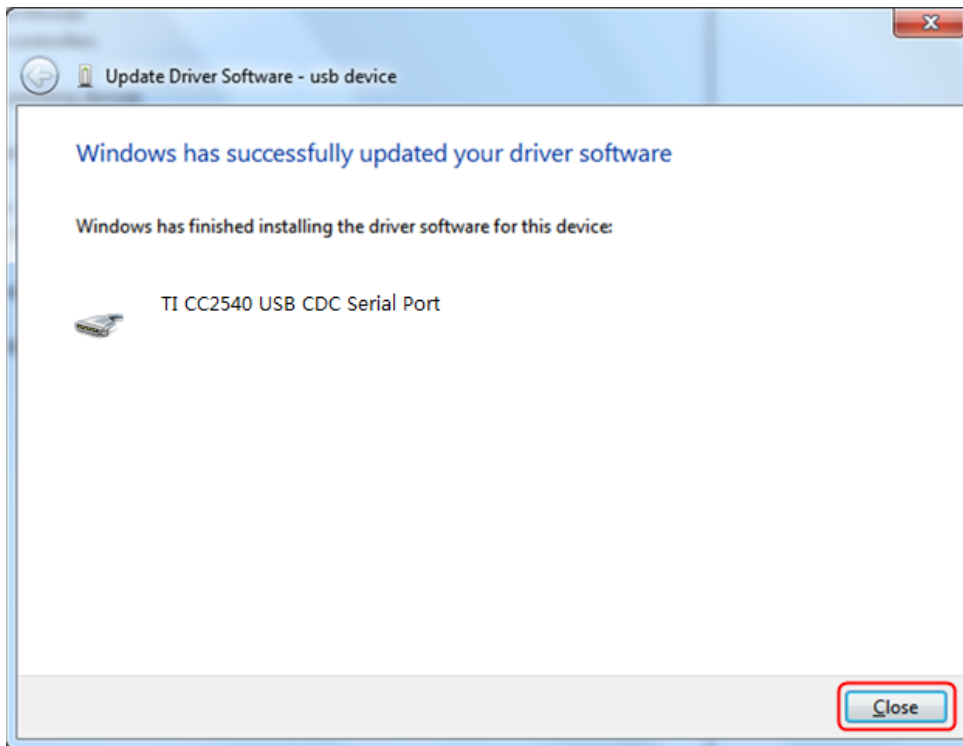 Update Driver Software - usb device
Windows has successfully updated your driver software
Windows has finished installing the driver software for this device:
TI CC2540 USB CDC Serial Port
Close